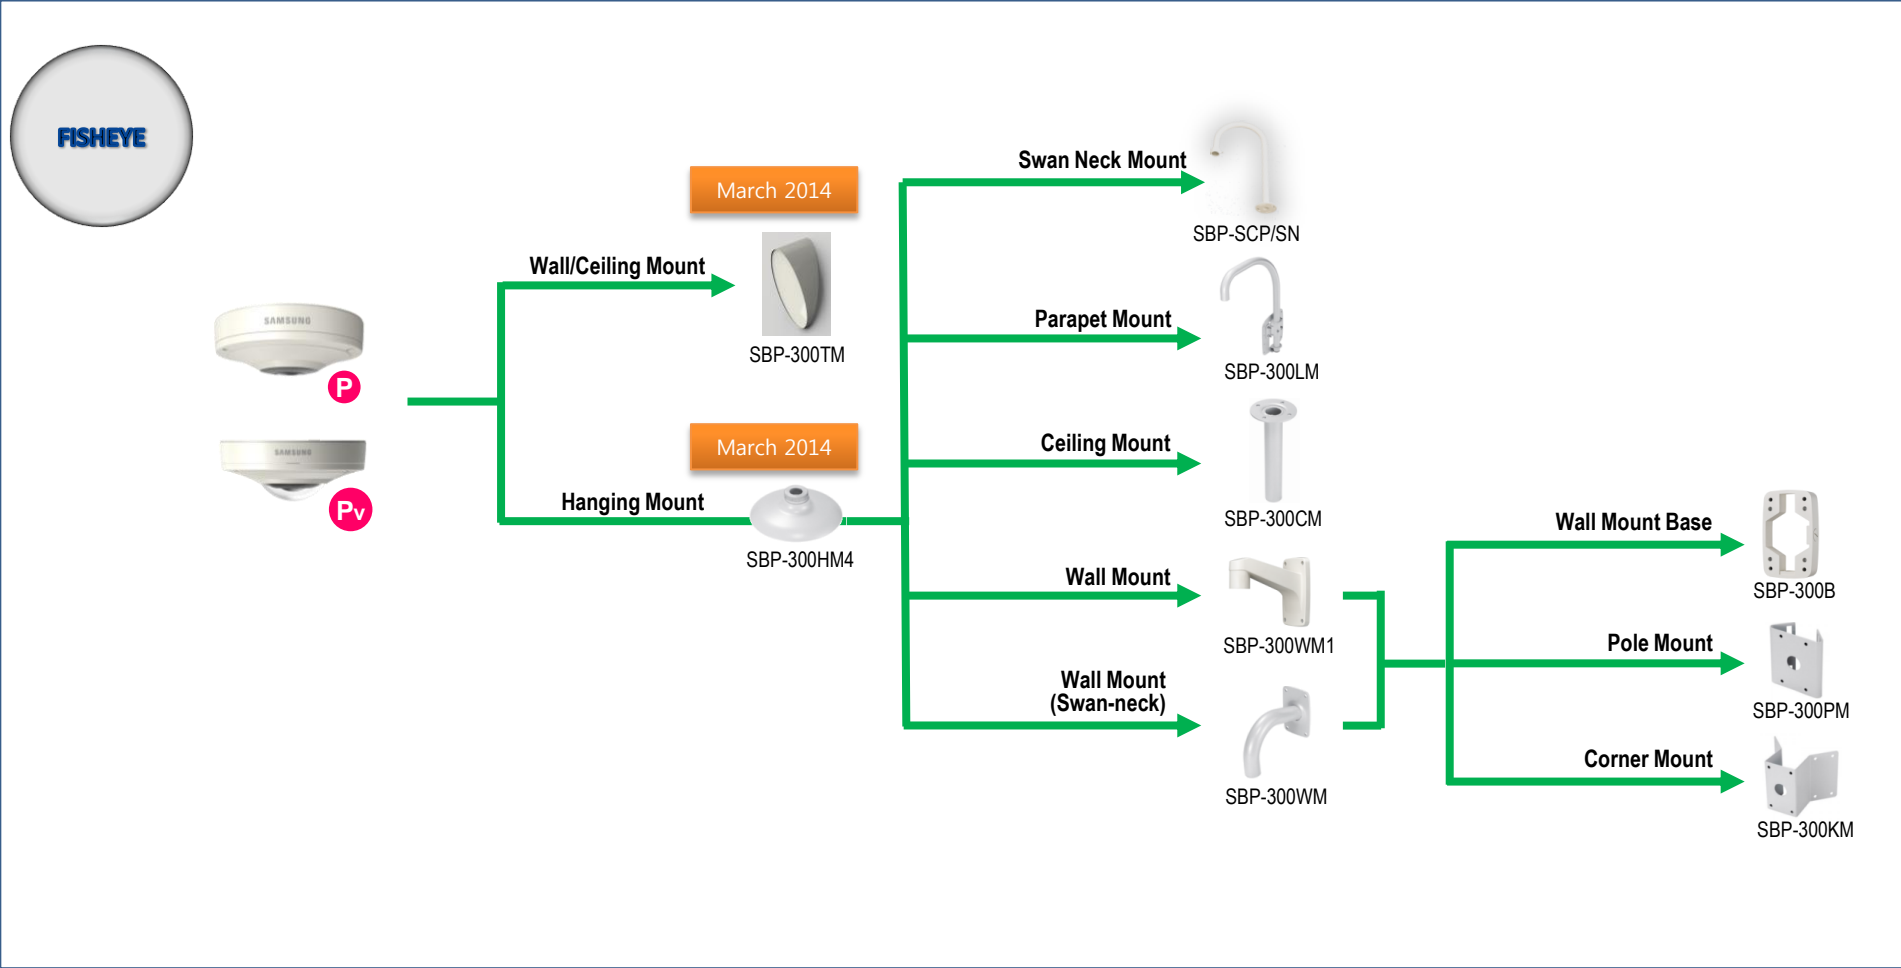 FISHEYE
SAMSUNG
P
SAMSUNG
Pv
Wall/Ceiling Mount
March 2014
SBP-300TM
Hanging Mount
March 2014
SBP-300HM4
Swan Neck Mount
SBP-SCP/SN
Parapet Mount
SBP-300LM
Ceiling Mount
SBP-300CM
Wall Mount
SBP-300WM1
Wall Mount
(Swan-neck)
SBP-300WM
Wall Mount Base
SBP-300B
Pole Mount
SBP-300PM
Corner Mount
SBP-300KM